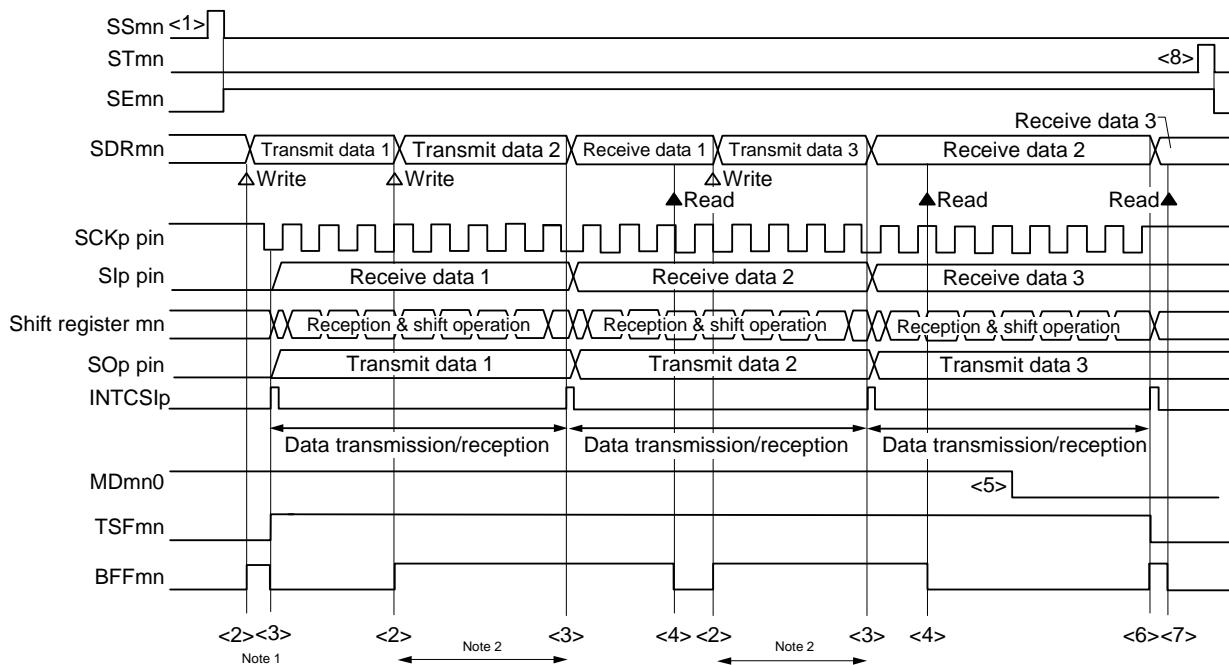 SSmn <1>
STmn <8>
SEmn
Receive data 3
SDRmn Transmit data 1 Transmit data 2 Receive data 1 Transmit data 3 Receive data 2
Write Write Write
Read Read Read
SCKp pin
SIp pin Receive data 1 Receive data 2 Receive data 3
Shift register mn Reception & shift operation Reception & shift operation Reception & shift operation
SOp pin Transmit data 1 Transmit data 2 Transmit data 3
INTCSIp
Data transmission/reception Data transmission/reception Data transmission/reception
MDmn0 <5>
TSFmn
BFFmn
<2> <3> <2> <3> <4> <2> <3> <4> <6> <7>
Note 1 Note 2 Note 2